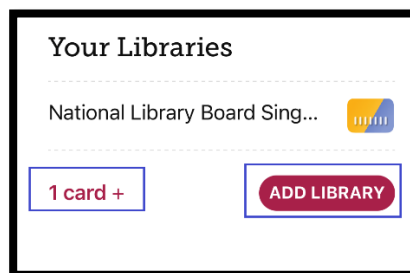 Your Libraries
National Library Board Sing...
1 card +
ADD LIBRARY